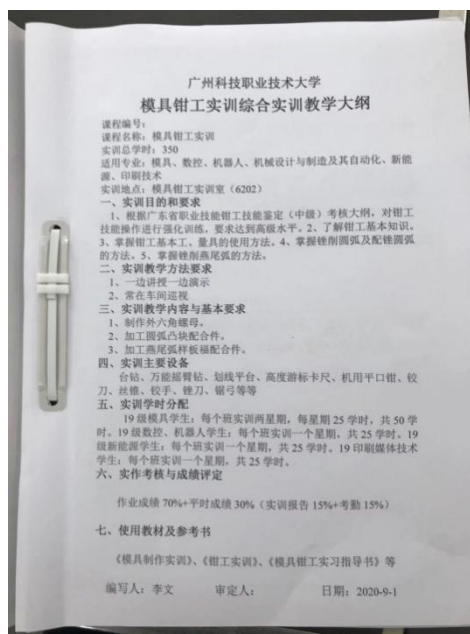 广州科技职业技术大学
模具钳工实训综合实训教学大纲
课程编号：
课程名称：模具钳工实训
实训总学时：350
适用专业：模具、数控、机器人、机械设计与制造及其自动化、新能
源、印刷技术
实训地点：模具钳工实训室（6202）
一、实训目的和要求
1、根据广东省职业技能钳工技能鉴定（中级）考核大纲，对钳工
技能操作进行强化训练，要求达到高级水平。2、了解钳工基本知识。
3、掌握钳工基本工、量具的使用方法。4、掌握锉削圆弧及配锉圆弧
的方法。5、掌握锉削燕尾弧的方法。
二、实训教学方法要求
1、一边讲授一边演示
2、常在车间巡视
三、实训教学内容与基本要求
1、制作外六角螺母。
2、加工圆弧凸块配合件。
3、加工燕尾弧样板福配合件。
四、实训主要设备
台钻、万能摇臂钻、划线平台、高度游标卡尺、机用平口钳、铰
刀、丝锥、铰手、锉刀、锯弓等等
五、实训学时分配
19级模具学生：每个班实训两星期，每星期25学时，共50学
时。19级数控、机器人学生：每个班实训一个星期，共25学时。19
级新能源学生：每个班实训一个星期，共25学时。19印刷媒体技术
学生：每个班实训一个星期，共25学时、
六、实作考核与成绩评定
作业成绩70%+平时成绩30%（实训报告15%+考勤15%）
七、使用教材及参考书
《模具制作实训》、《钳工实训》、《模具钳工实习指导书》等
编写人：李文 审定人： 日期：2020-9-1